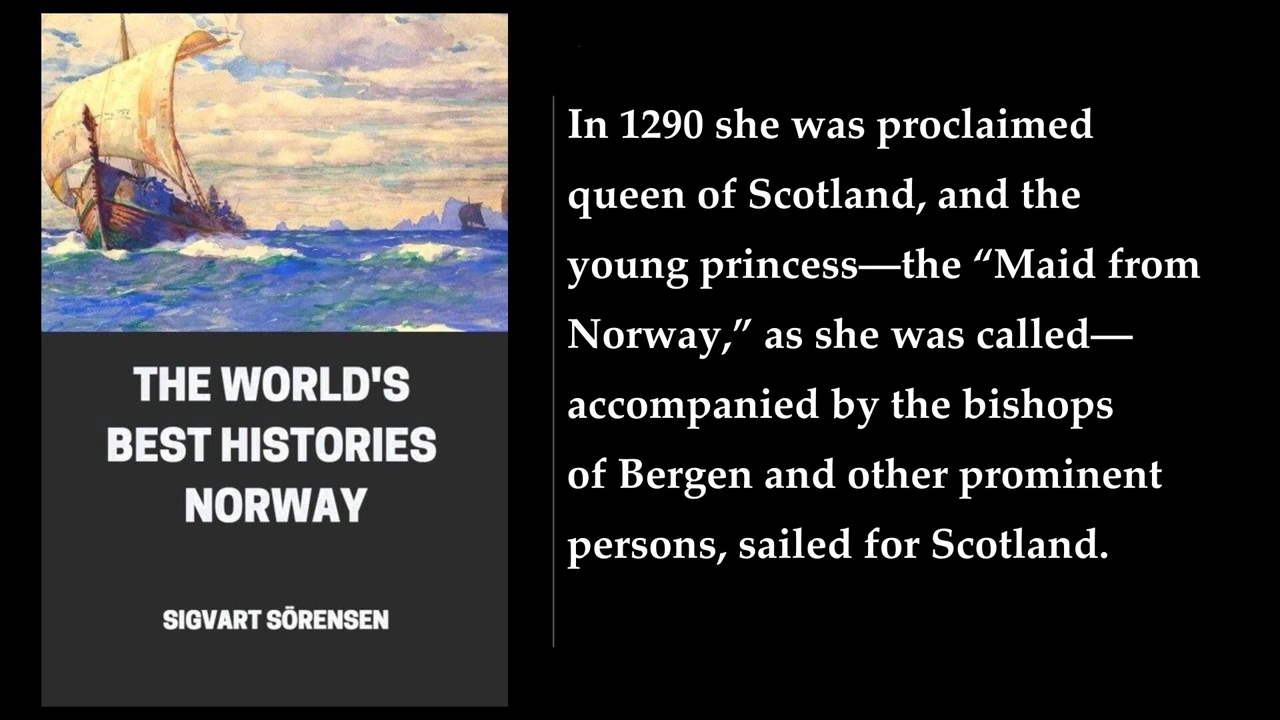 THE WORLD'S
BEST HISTORIES
NORWAY
SIGVART SÖRENSEN
In 1290 she was proclaimed
queen of Scotland, and the
young princess—the “Maid from
Norway,” as she was called—
accompanied by the bishops
of Bergen and other prominent
persons, sailed for Scotland.